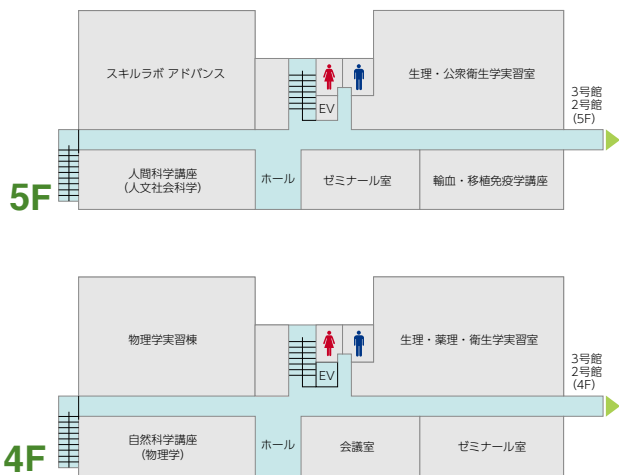 スキルラボ アドバンス
生理・公衆衛生学実習室
EV
3号館
2号館
(5F)
5F
人間科学講座
(人文社会科学)
ホール
ゼミナール室
輸血・移植免疫学講座
物理学実習棟
生理・薬理・衛生学実習室
EV
3号館
2号館
(4F)
4F
自然科学講座
(物理学)
ホール
会議室
ゼミナール室